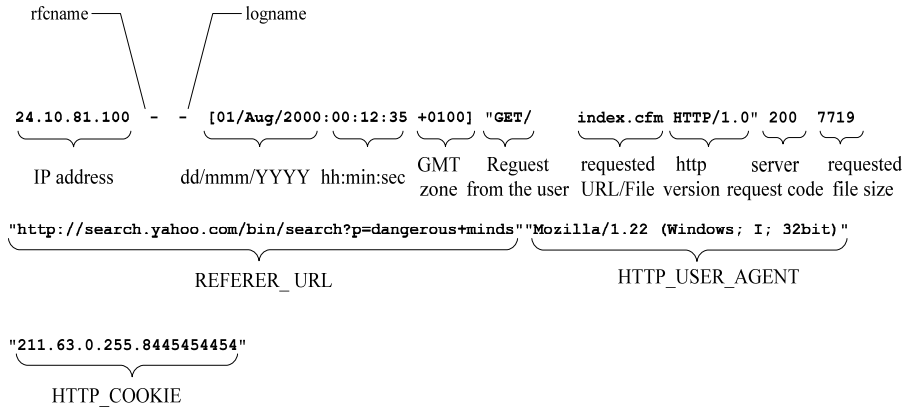 rfcname logname
24.10.81.100 - - [01/Aug/2000:00:12:35 +0100] "GET/ index.cfm HTTP/1.0" 200 7719
IP address dd/mmm/YYYY hh:min:sec GMT zone Reguest from the user requested URL/File http version server request code requested file size
"http://search.yahoo.com/bin/search?p=dangerous+minds""Mozilla/1.22 (Windows; I; 32bit)"
REFERER_ URL HTTP_USER_AGENT
"211.63.0.255.8445454454"
HTTP_COOKIE